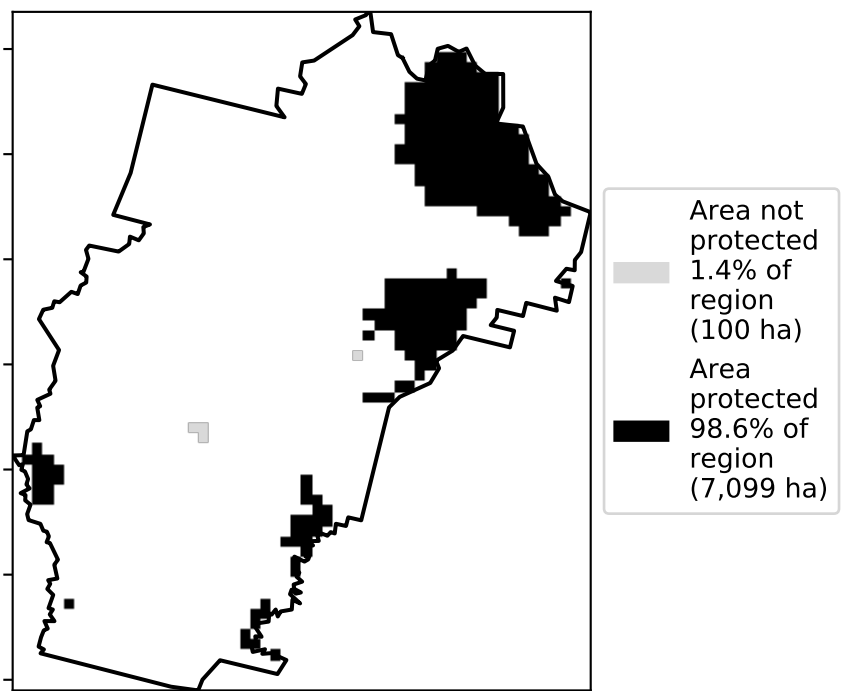 Area not
protected
1.4% of
region
(100 ha)
Area
protected
98.6% of
region
(7,099 ha)